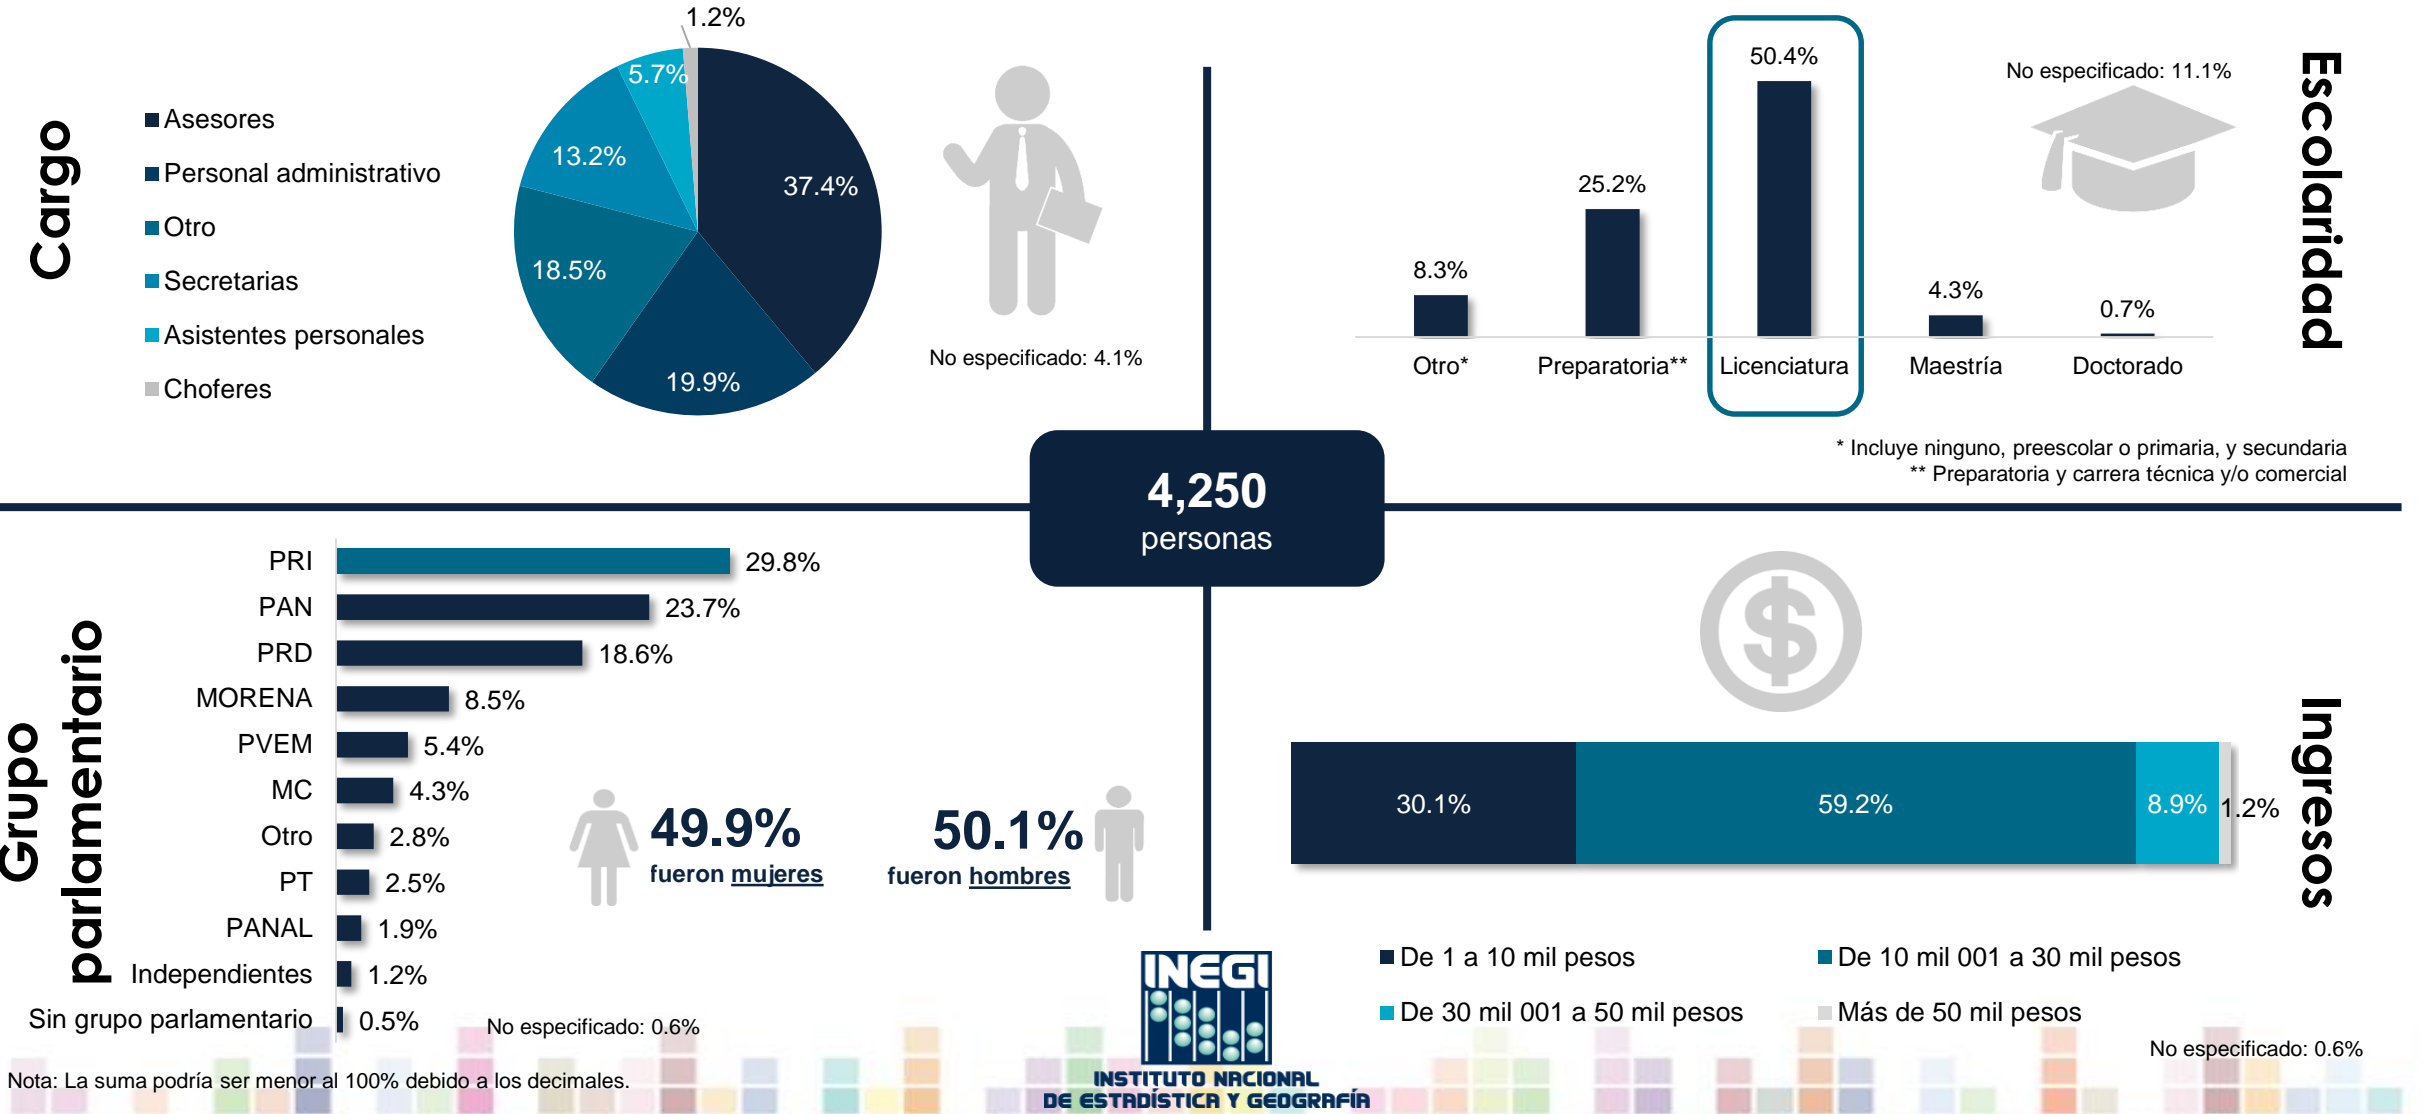 Cargo
Asesores
Personal administrativo
Otro
Secretarias
Asistentes personales
Choferes
1.2%
5.7%
13.2%
37.4%
18.5%
19.9%
No especificado: 4.1%
Escolaridad
No especificado: 11.1%
8.3%
25.2%
50.4%
4.3%
0.7%
Otro*
Preparatoria**
Licenciatura
Maestría
Doctorado
* Incluye ninguno, preescolar o primaria, y secundaria
** Preparatoria y carrera técnica y/o comercial
4,250
personas
Grupo
parlamentario
PRI 29.8%
PAN 23.7%
PRD 18.6%
MORENA 8.5%
PVEM 5.4%
MC 4.3%
Otro 2.8%
PT 2.5%
PANAL 1.9%
Independientes 1.2%
Sin grupo parlamentario 0.5%
No especificado: 0.6%
49.9%
fueron mujeres
50.1%
fueron hombres
Nota: La suma podría ser menor al 100% debido a los decimales.
Ingresos
30.1%
59.2%
8.9%
1.2%
De 1 a 10 mil pesos
De 10 mil 001 a 30 mil pesos
De 30 mil 001 a 50 mil pesos
Más de 50 mil pesos
No especificado: 0.6%
INEGI
INSTITUTO NACIONAL
DE ESTADÍSTICA Y GEOGRAFÍA